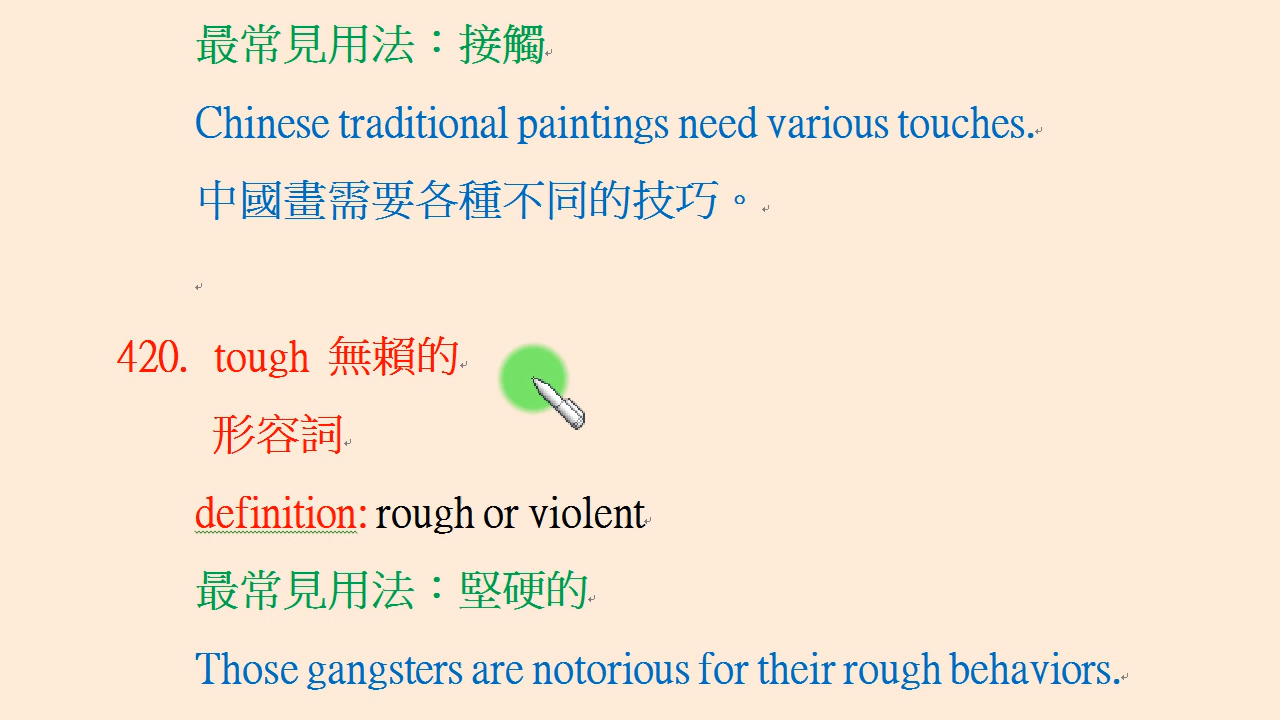 最常見用法：接觸
Chinese traditional paintings need various touches.
中國畫需要各種不同的技巧。
420. tough 無賴的
形容詞
definition: rough or violent
最常見用法：堅硬的
Those gangsters are notorious for their rough behaviors.